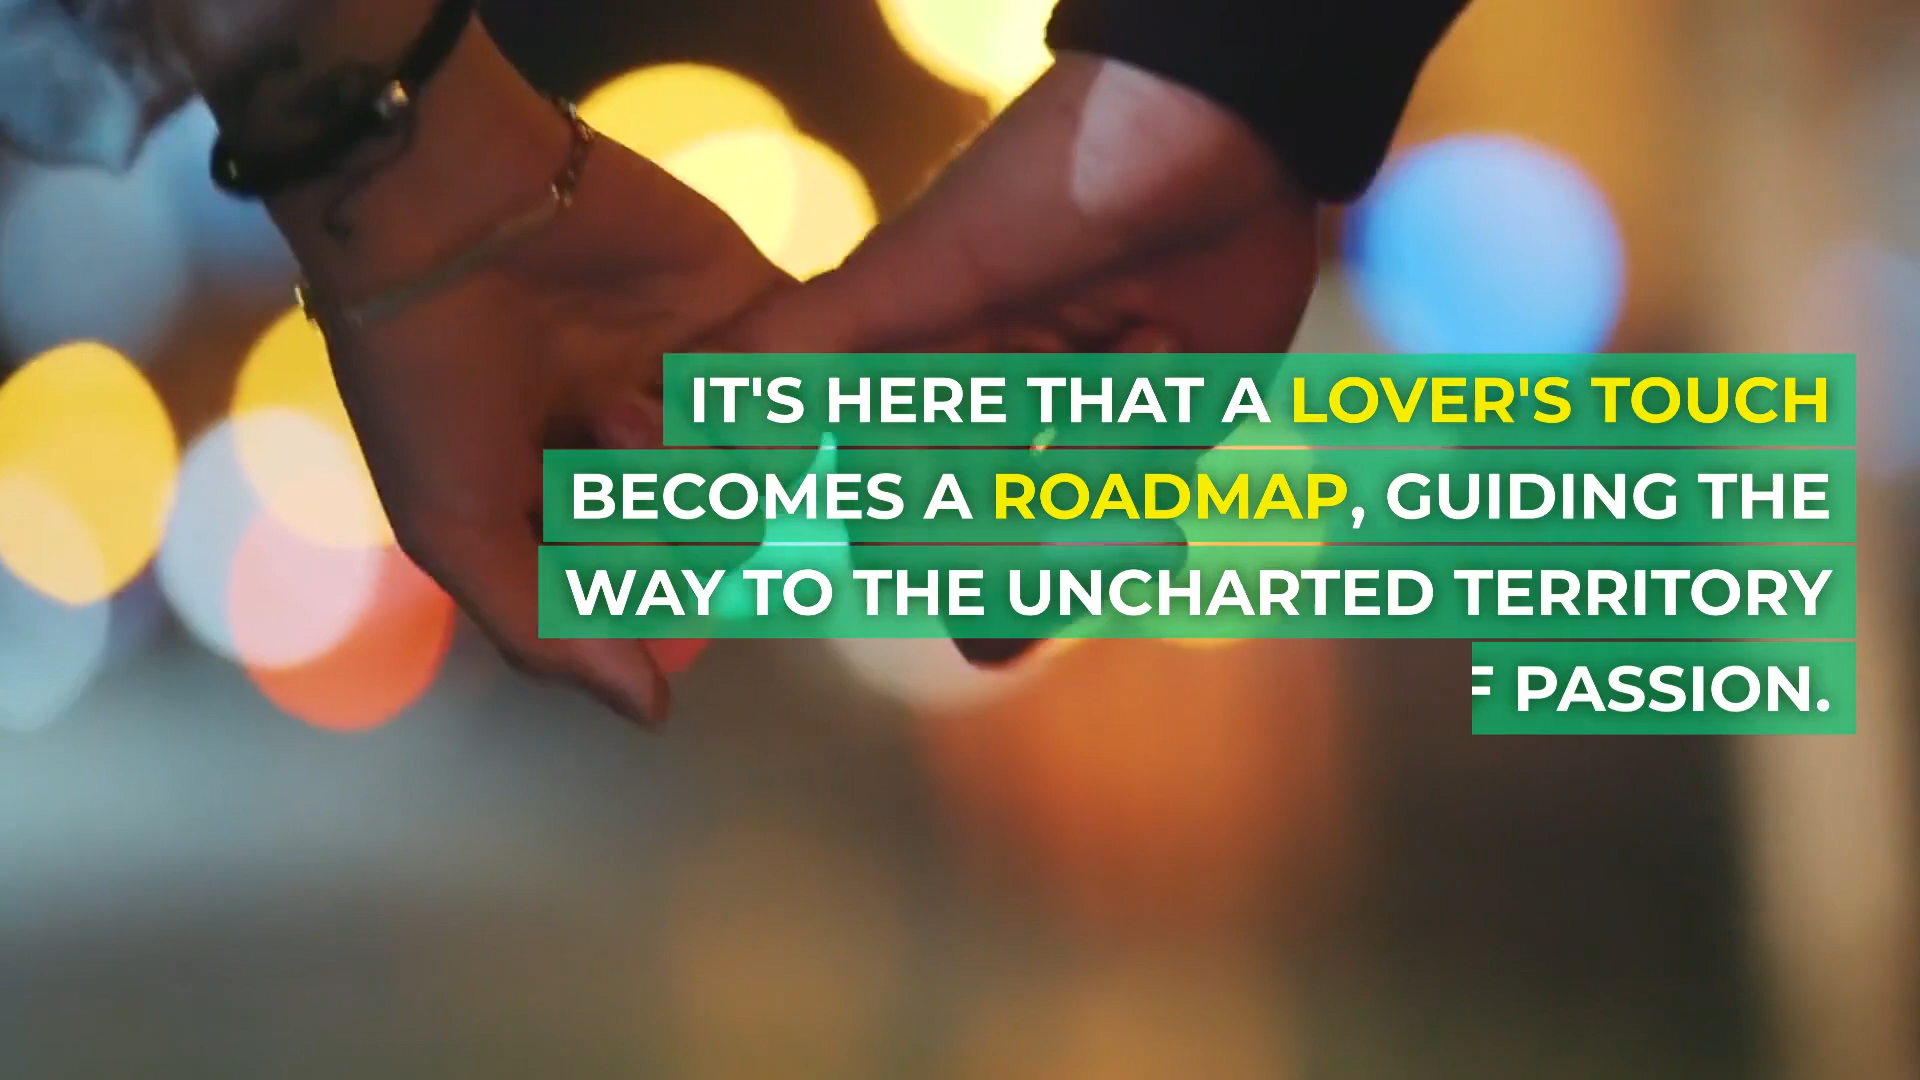 IT'S HERE THAT A LOVER'S TOUCH
BECOMES A ROADMAP, GUIDING THE
WAY TO THE UNCHARTED TERRITORY
F PASSION.